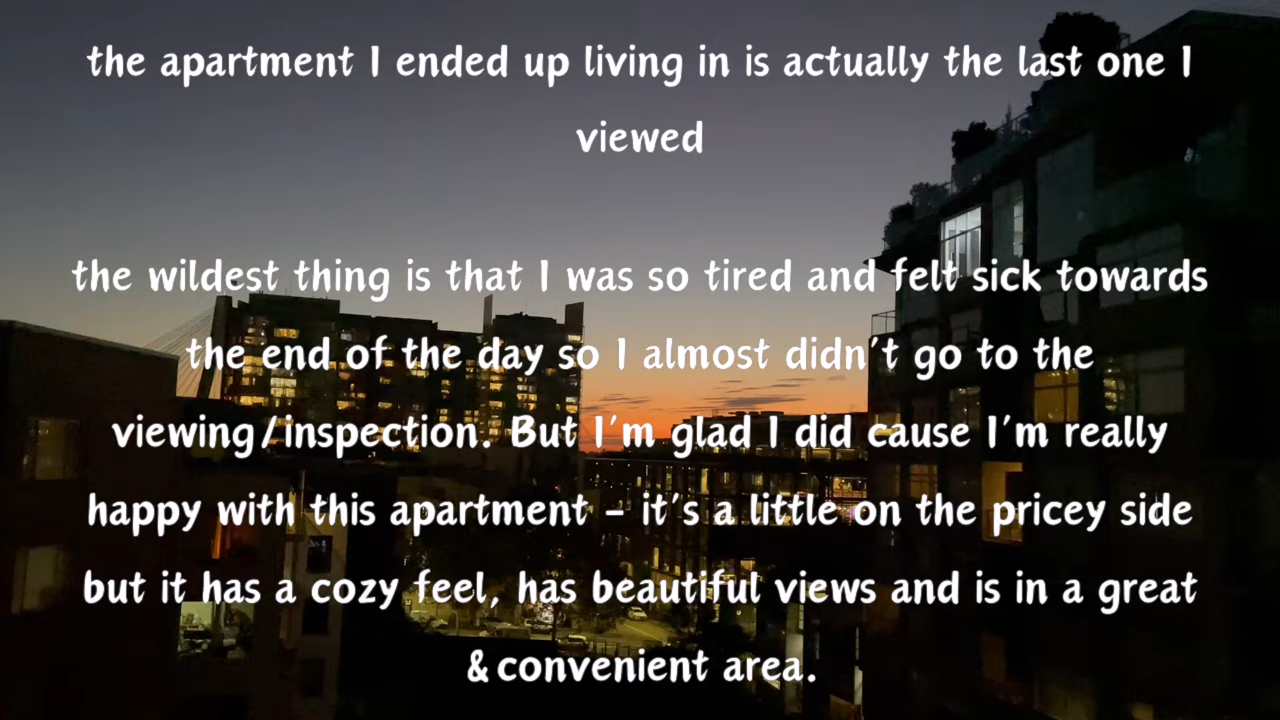 the apartment I ended up living in is actually the last one I
viewed
the wildest thing is that I was so tired and felt sick towards
the end of the day so I almost didn't go to the
viewing/inspection. But I'm glad I did cause I'm really
happy with this apartment - it's a little on the pricey side
but it has a cozy feel, has beautiful views and is in a great
& convenient area.